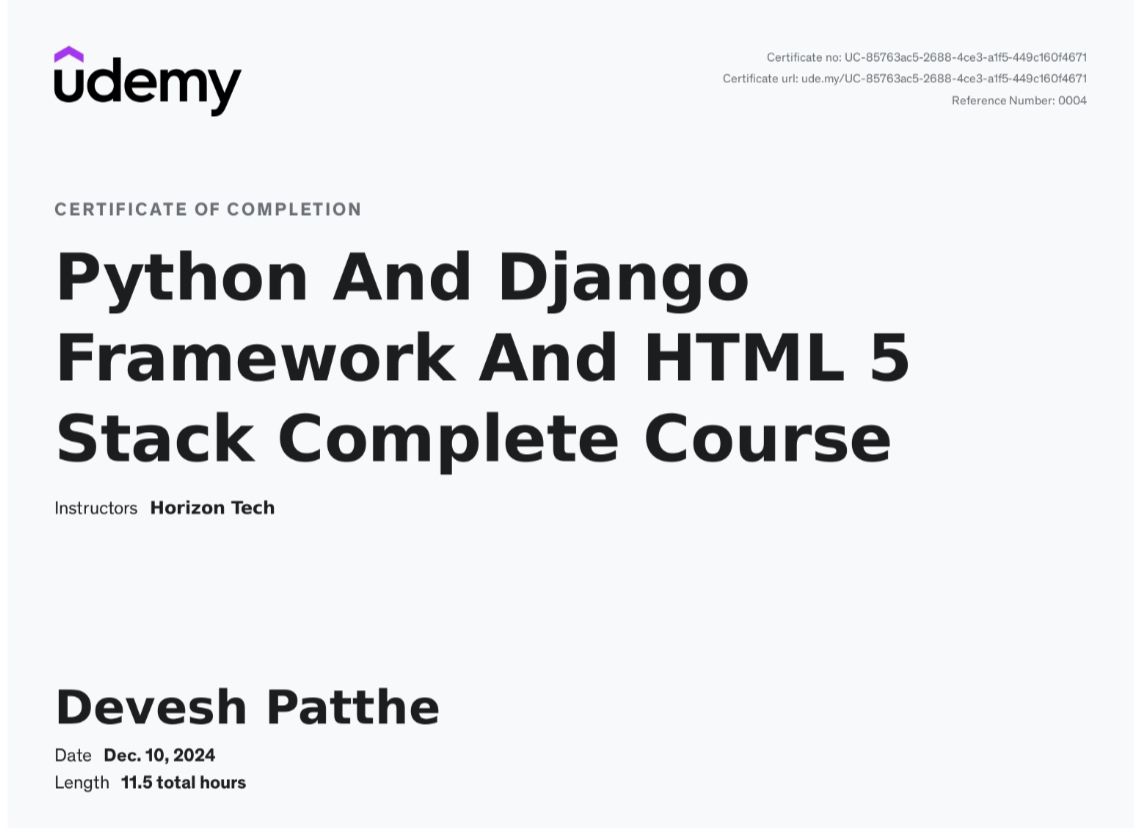 udemy
Certificate no: UC-85763ac5-2688-4ce3-a1f5-449c160f4671
Certificate url: ude.my/UC-85763ac5-2688-4ce3-a1f5-449c160f4671
Reference Number: 0004
CERTIFICATE OF COMPLETION
Python And Django
Framework And HTML 5
Stack Complete Course
Instructors Horizon Tech
Devesh Patthe
Date Dec. 10, 2024
Length 11.5 total hours